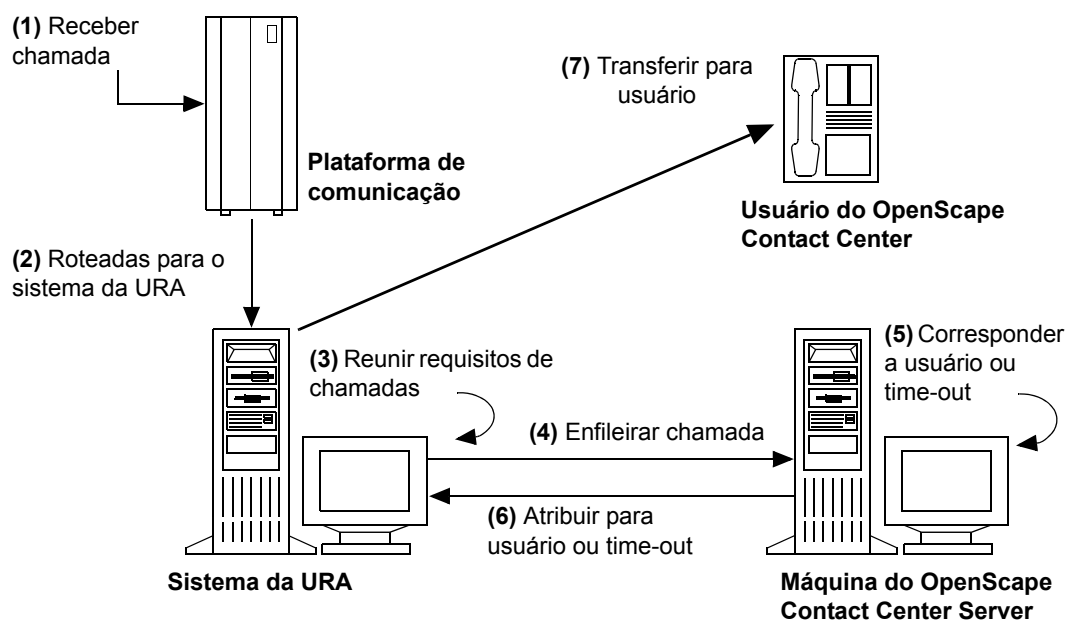 (1) Receber
chamada
Plataforma de
comunicação
(2) Roteadas para o
sistema da URA
(7) Transferir para
usuário
Usuário do OpenScape
Contact Center
(3) Reunir requisitos de
chamadas
(4) Enfileirar chamada
(5) Corresponder
a usuário ou
time-out
(6) Atribuir para
usuário ou time-out
Sistema da URA
Máquina do OpenScape
Contact Center Server